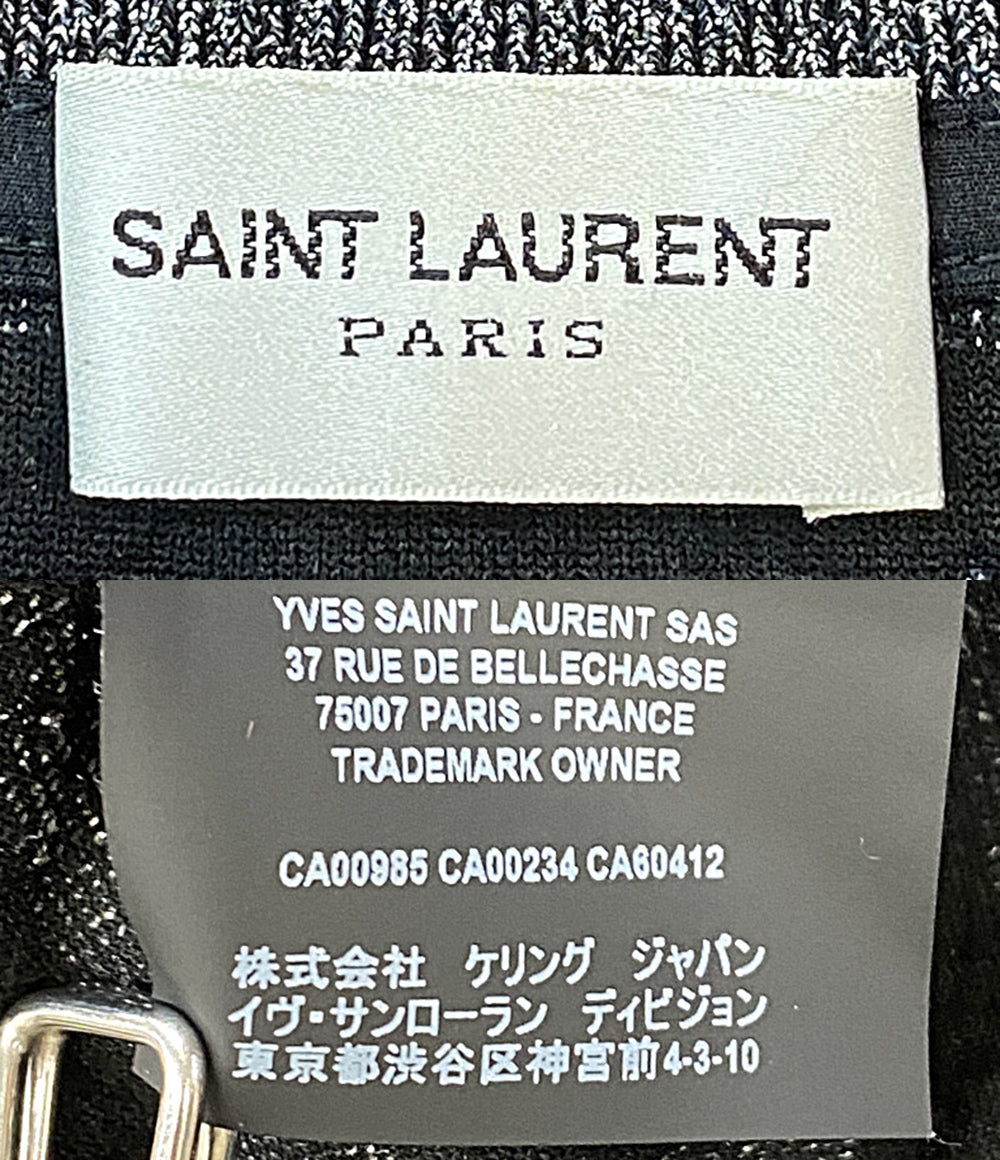 SAINT LAURENT
PARIS
YVES SAINT LAURENT SAS
37 RUE DE BELLECHASSE
75007 PARIS - FRANCE
TRADEMARK OWNER
CA00985 CA00234 CA60412
株式会社 ケリング ジャパン
イヴ・サンローラン ディビジョン
東京都渋谷区神宮前4-3-10